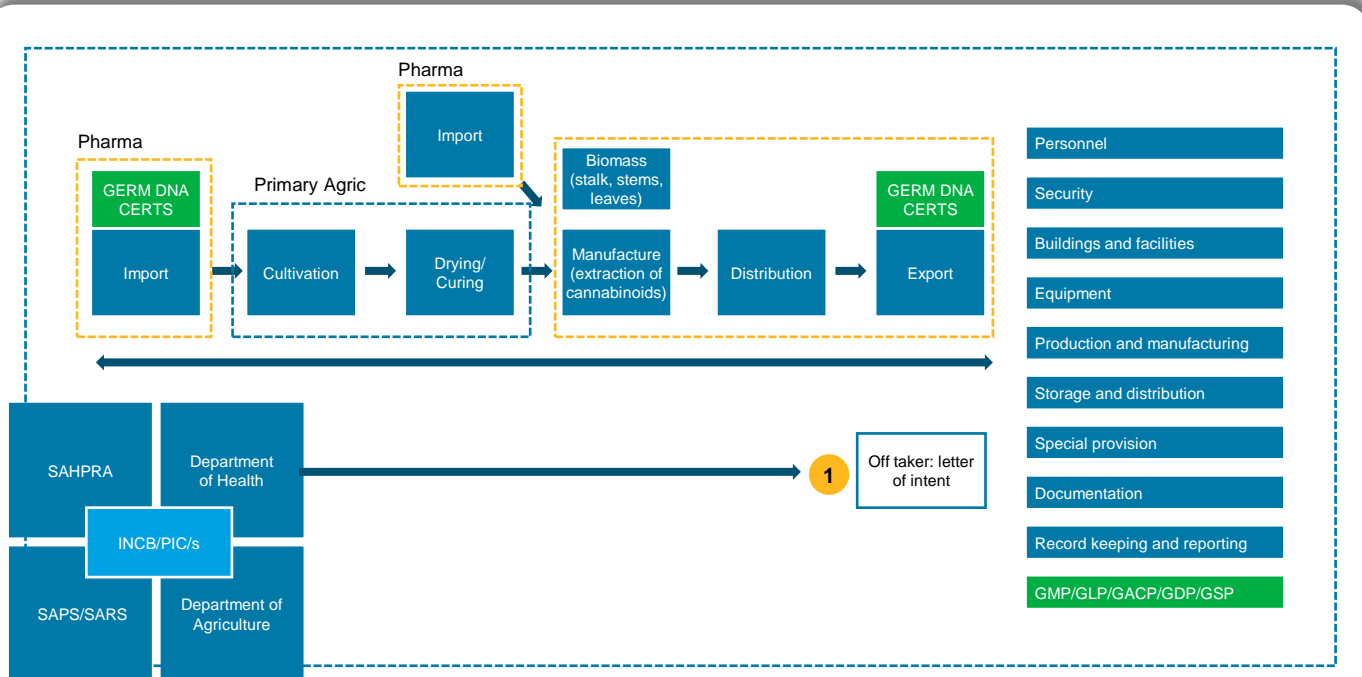 Pharma
Import
Pharma
GERM DNA
CERTS
Import
Primary Agric
Cultivation
Drying/
Curing
Biomass
(stalk, stems,
leaves)
Manufacture
(extraction of
cannabinoids)
Distribution
GERM DNA
CERTS
Export
SAHPRA
Department
of Health
INCB/PIC/s
SAPS/SARS
Department of
Agriculture
1
Off taker: letter
of intent
Personnel
Security
Buildings and facilities
Equipment
Production and manufacturing
Storage and distribution
Special provision
Documentation
Record keeping and reporting
GMP/GLP/GACP/GDP/GSP